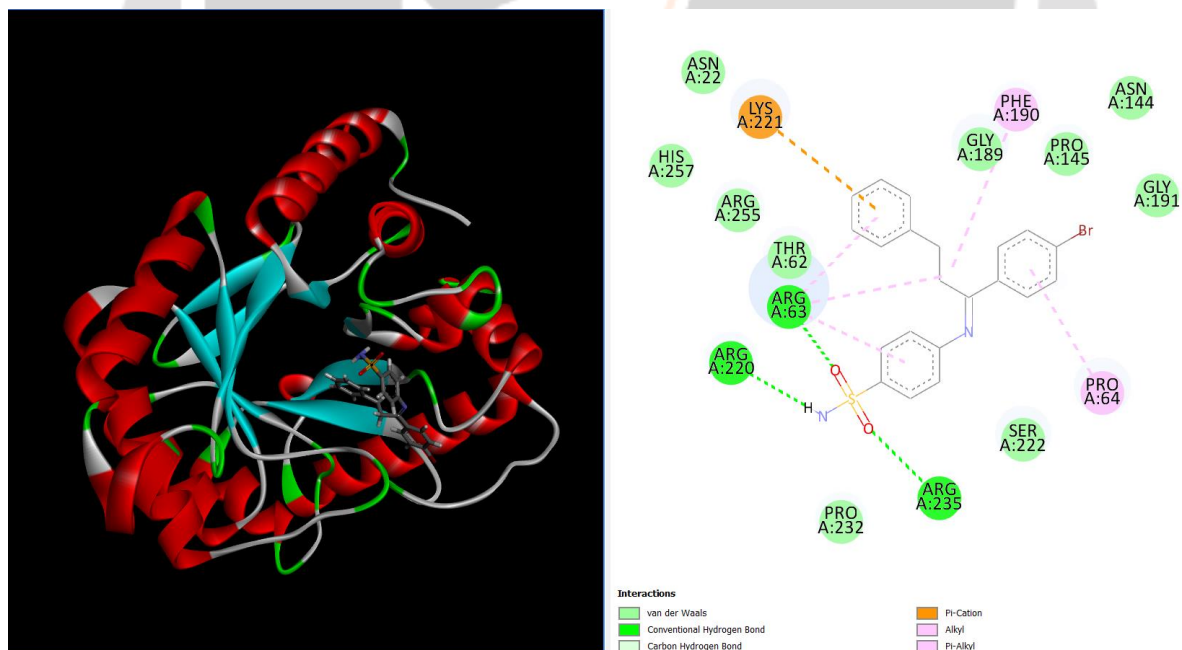 ASN
A:22
LYS
A:221
PHE
A:190
ASN
A:144
HIS
A:257
GLY
A:189
PRO
A:145
GLY
A:191
ARG
A:255
Br
THR
A:62
ARG
A:63
N
ARG
A:220
O
H
S
N
O
PRO
A:64
SER
A:222
ARG
A:235
PRO
A:232
Interactions
van der Waals
Conventional Hydrogen Bond
Carbon Hydrogen Bond
Pi-Cation
Alkyl
Pi-Alkyl